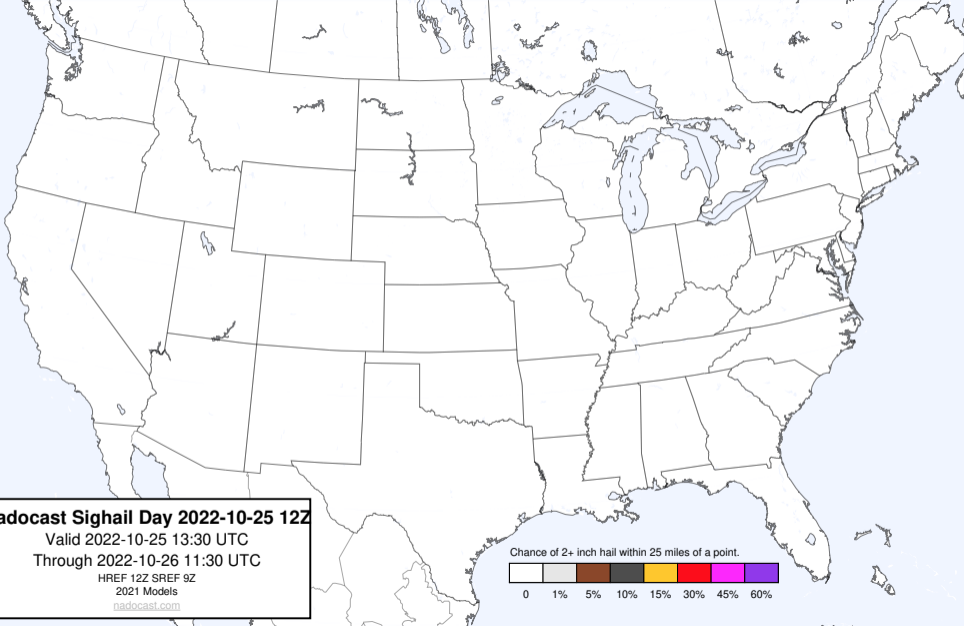 adocast Sighail Day 2022-10-25 12Z
Valid 2022-10-25 13:30 UTC
Through 2022-10-26 11:30 UTC
HREF 12Z SREF 9Z
2021 Models
nadocast.com
Chance of 2+ inch hail within 25 miles of a point.
0 1% 5% 10% 15% 30% 45% 60%